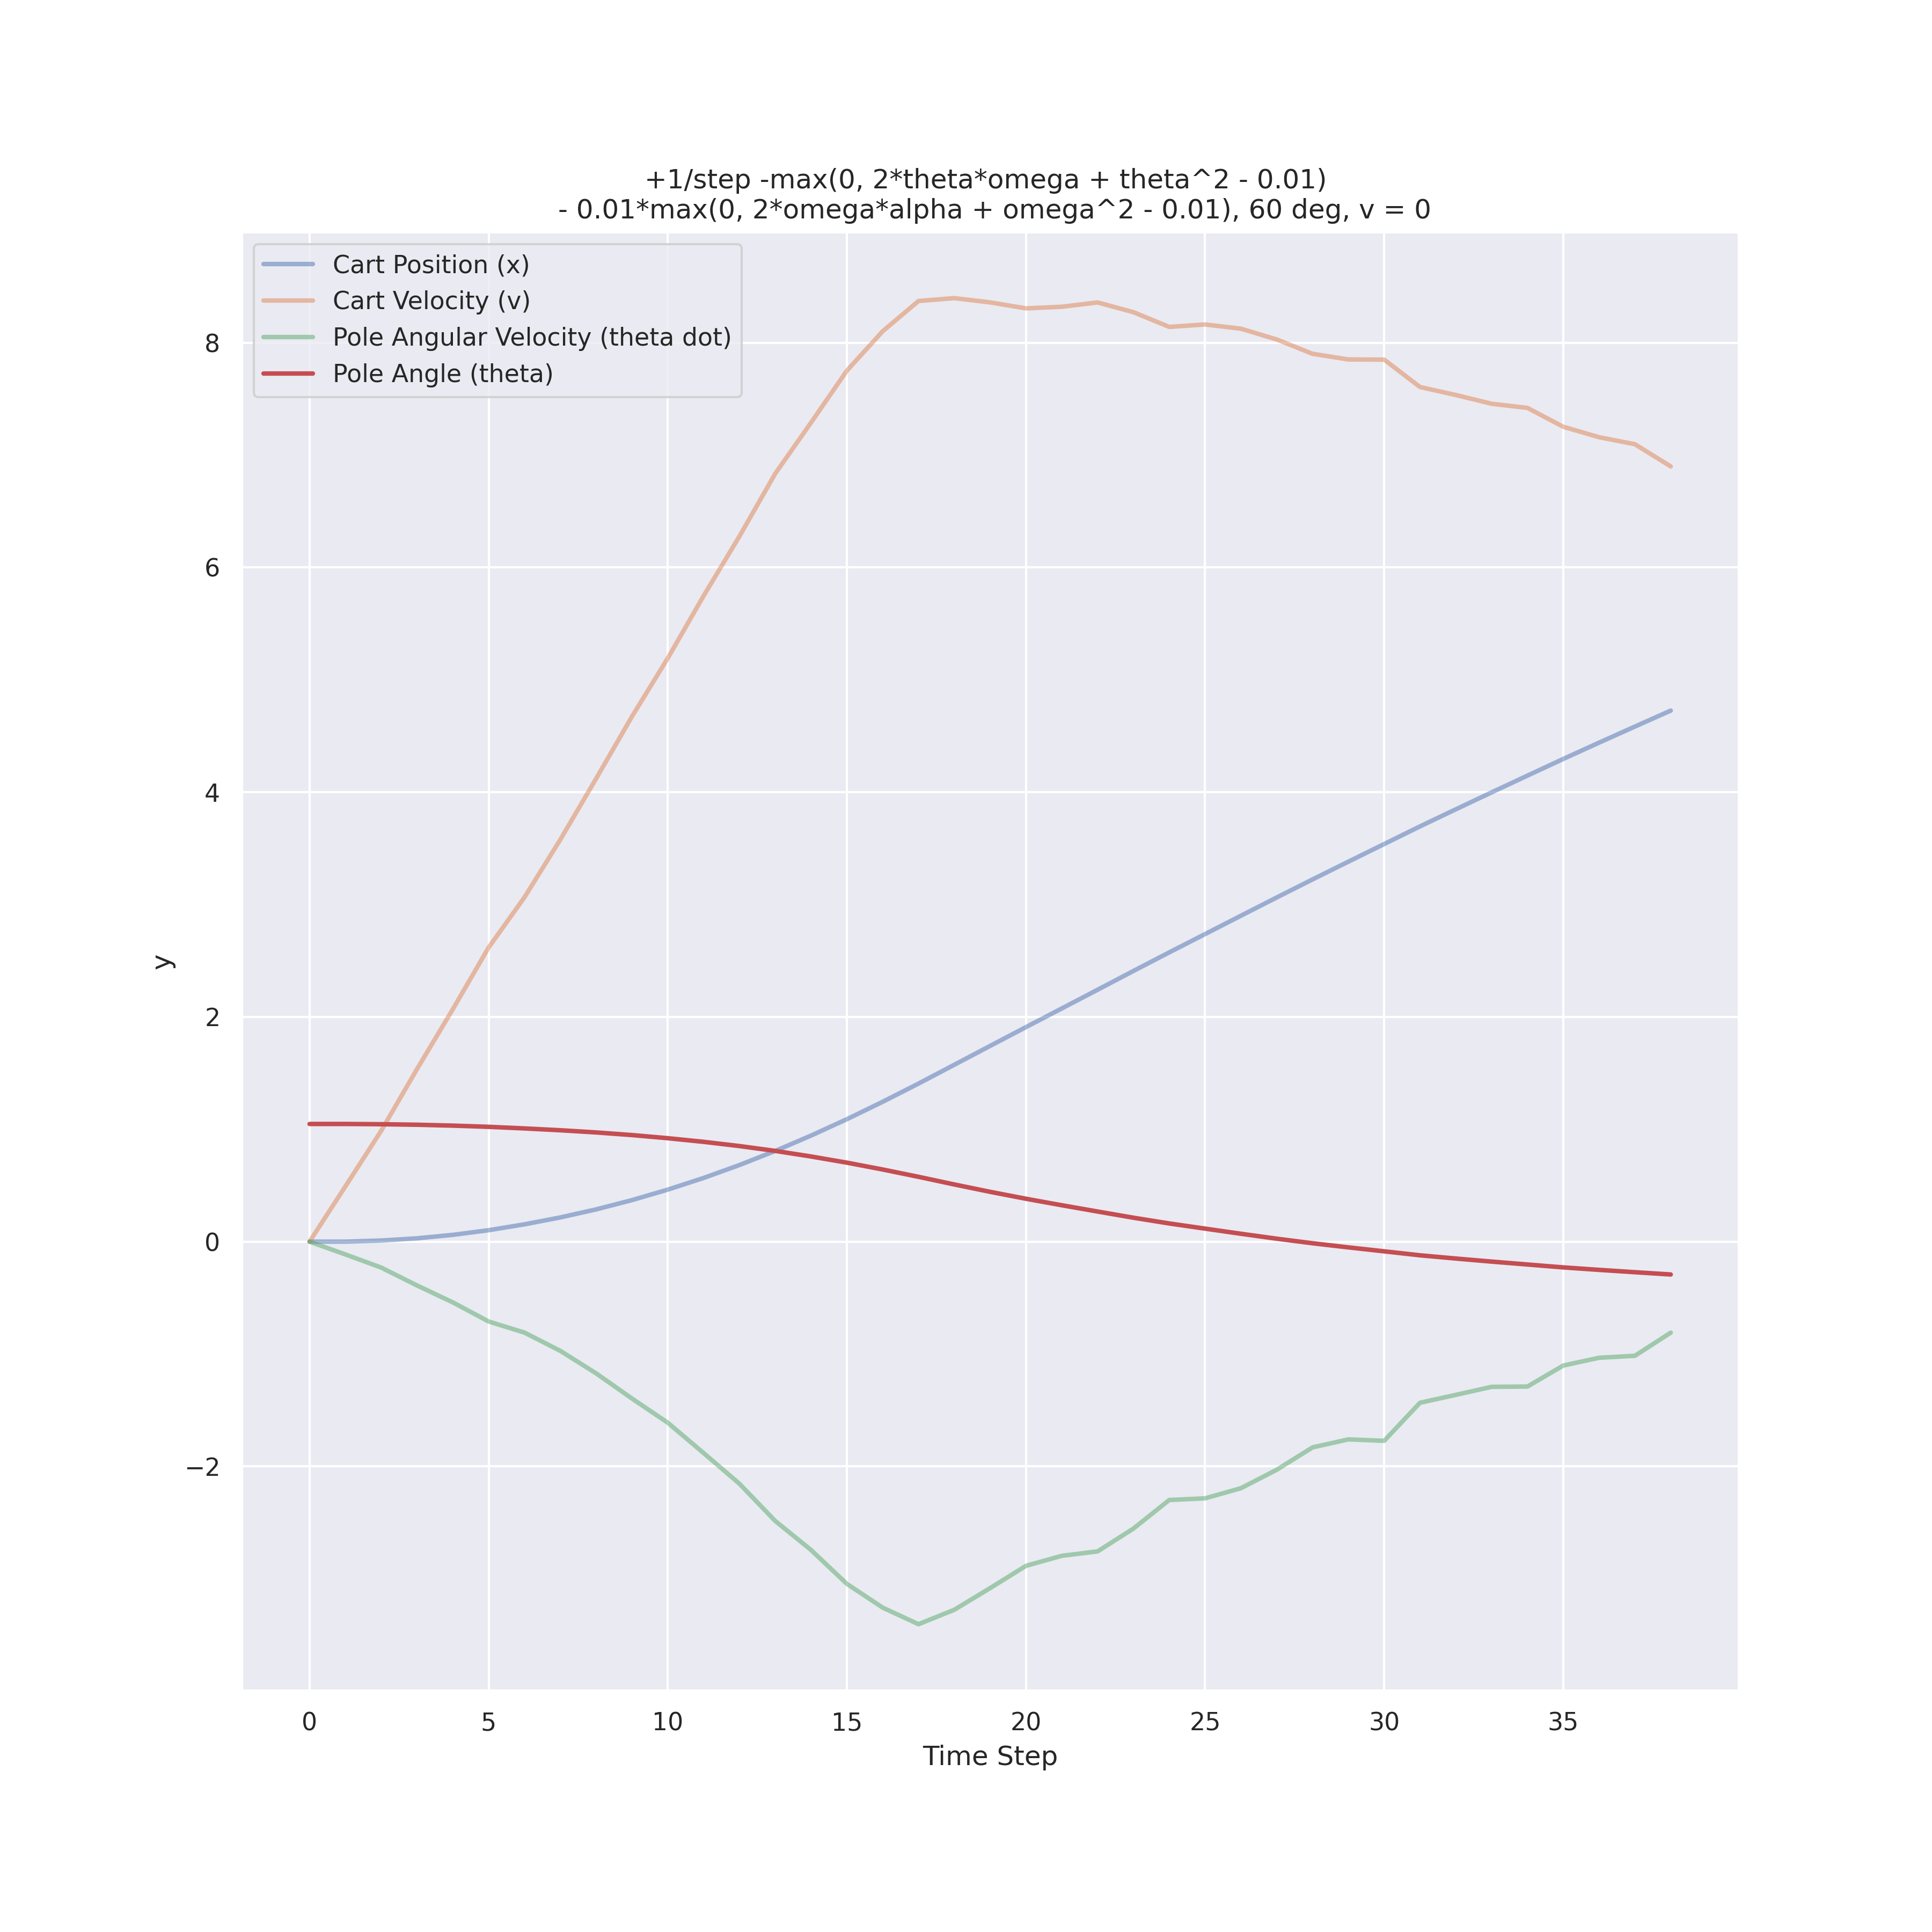 +1/step -max(0, 2*theta*omega + theta^2 - 0.01)
- 0.01*max(0, 2*omega*alpha + omega^2 - 0.01), 60 deg, v = 0
Cart Position (x)
Cart Velocity (v)
Pole Angular Velocity (theta dot)
Pole Angle (theta)
8
6
4
2
0
−2
y
0 5 10 15 20 25 30 35
Time Step